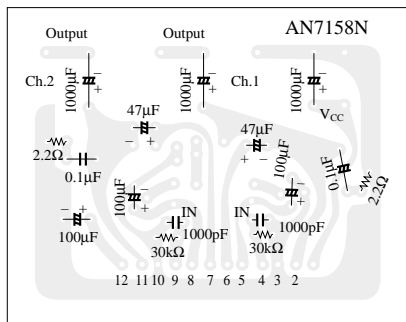 Output Output AN7158N
Ch.2 1000µF − + 1000µF − + Ch.1 1000µF − +
VCC
47µF − + 47µF + −
2.2Ω 0.1µF 0.1µF 2.2Ω
100µF − + 100µF − +
100µF − +
IN 1000pF IN 1000pF
30kΩ 30kΩ
12 11 10 9 8 7 6 5 4 3 2